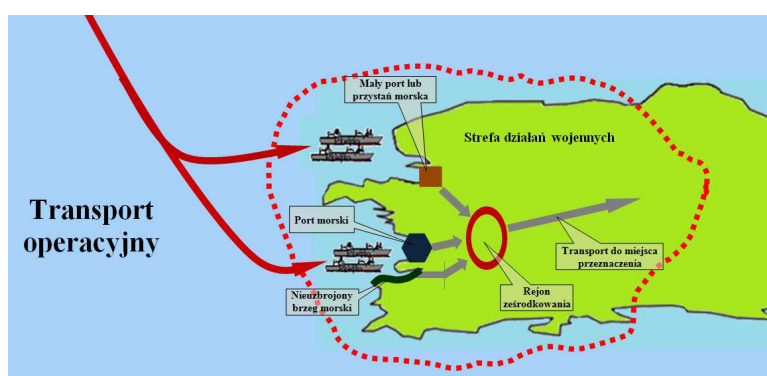 Mały port lub
przystań morska
Strefa działań wojennych
Transport
operacyjny
Port morski
Transport do miejsca
przeznaczenia
Nieuzbrojony
brzeg morski
Rejon
ześrodkowania